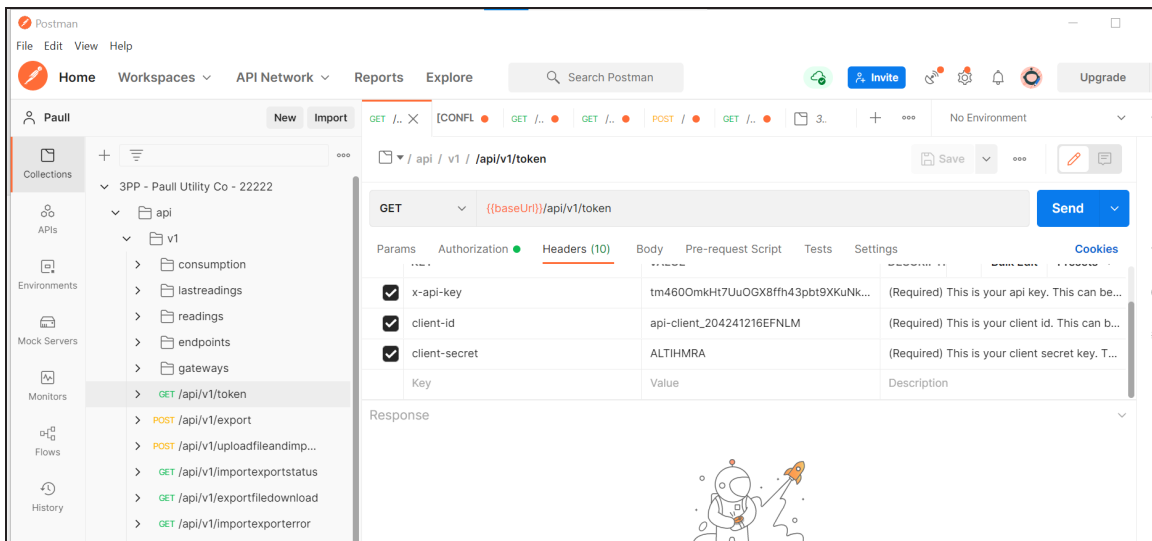 Postman
File Edit View Help
Home Workspaces API Network Reports Explore Search Postman Invite Upgrade
Paull New Import GET /.. [CONFL GET /.. GET /.. POST / GET /.. 3.. No Environment
Collections
APIs
Environments
Mock Servers
Monitors
Flows
History
3PP - Paull Utility Co - 22222
api
v1
consumption
lastreadings
readings
endpoints
gateways
GET /api/v1/token
POST /api/v1/export
POST /api/v1/uploadfileandimp...
GET /api/v1/importexportstatus
GET /api/v1/exportfiledownload
GET /api/v1/importexporterror
/ api / v1 / /api/v1/token Save
GET {{baseUrl}}/api/v1/token Send
Params Authorization Headers (10) Body Pre-request Script Tests Settings Cookies
KEY VALUE DESCRIPTI Bulk Edit Presets
x-api-key tm460OmkHt7UuOGX8ffh43pbt9XKuNk... (Required) This is your api key. This can be...
client-id api-client_204241216EFNLM (Required) This is your client id. This can b...
client-secret ALTIHMRA (Required) This is your client secret key. T...
Key Value Description
Response